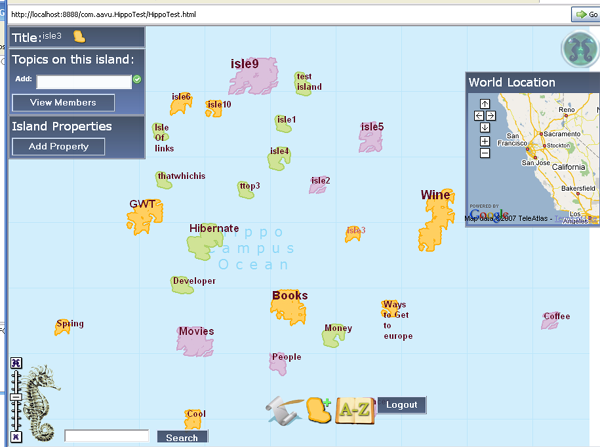 http://localhost:8888/com.aavu.HippoTest/HippoTest.html
Go
Title: isle3
Topics on this island:
Add:
View Members
Island Properties
Add Property
World Location
Reno
Sacramento
San
Francisco
Stockton
San Jose
California
Bakersfield
Los
Angeles
POWERED BY
Google
Map data ©2007 TeleAtlas -
isle9
test
island
isle6
isle10
isle1
isle5
Isle
Of
links
isle4
thatwhichis
ttop3
isle2
GWT
Wine
Hibernate
isle3
Hippo
Campus
Ocean
Developer
Books
Ways
to Get
to
europe
Spring
Movies
Money
Coffee
People
Cool
A-Z
Logout
Search